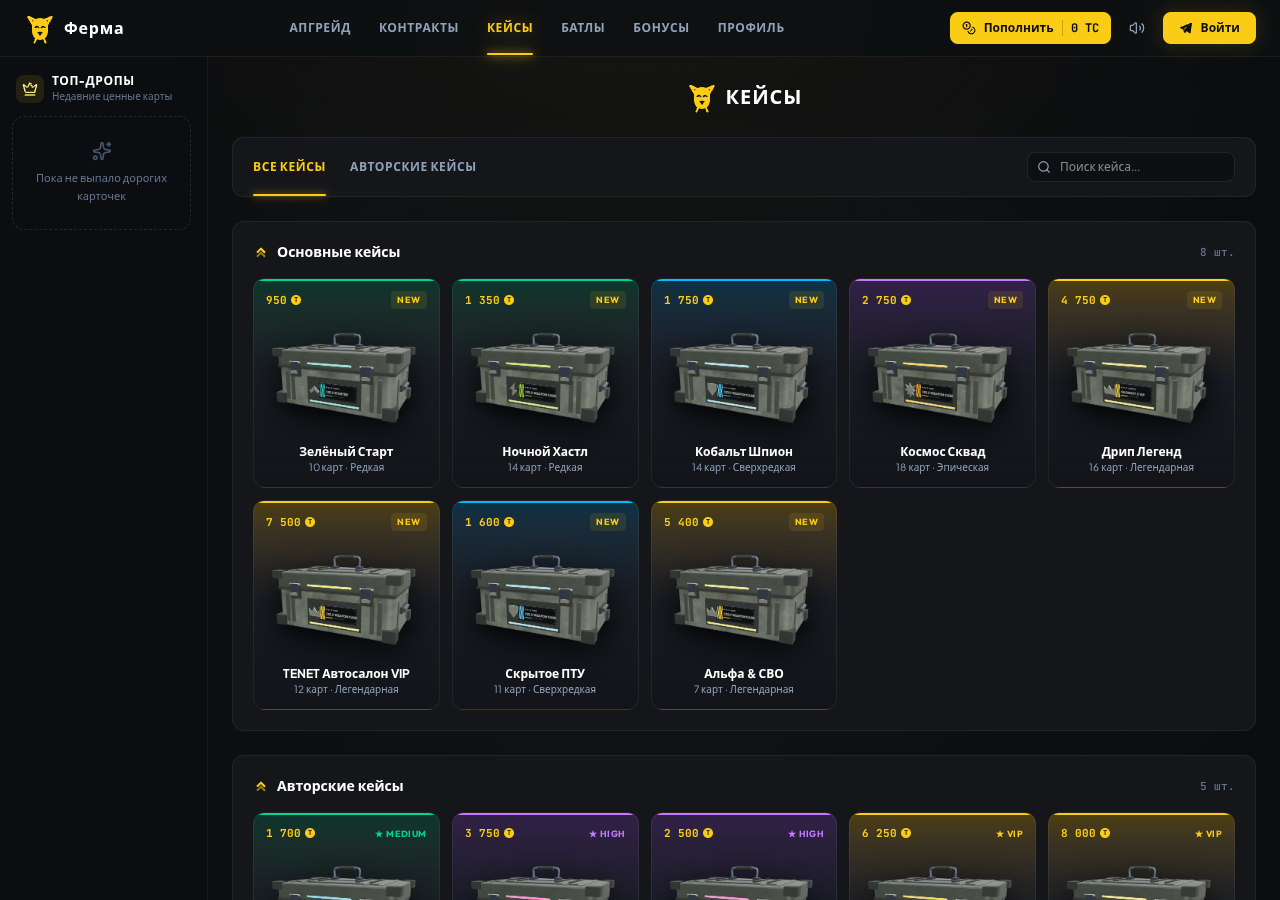 Ферма
АПГРЕЙД
КОНТРАКТЫ
КЕЙСЫ
БАТЛЫ
БОНУСЫ
ПРОФИЛЬ
Пополнить 0 TC
Войти
ТОП-ДРОПЫ
Недавние ценные карты
Пока не выпало дорогих
карточек
КЕЙСЫ
ВСЕ КЕЙСЫ
АВТОРСКИЕ КЕЙСЫ
Поиск кейса...
Основные кейсы
8 шт.
950 T NEW
Зелёный Старт
10 карт · Редкая
1 350 T NEW
Ночной Хастл
14 карт · Редкая
1 750 T NEW
Кобальт Шпион
14 карт · Сверхредкая
2 750 T NEW
Космос Сквад
18 карт · Эпическая
4 750 T NEW
Дрип Легенд
16 карт · Легендарная
7 500 T NEW
TENET Автосалон VIP
12 карт · Легендарная
1 600 T NEW
Скрытое ПТУ
11 карт · Сверхредкая
5 400 T NEW
Альфа & СВО
7 карт · Легендарная
Авторские кейсы
5 шт.
1 700 T ★ MEDIUM
3 750 T ★ HIGH
2 500 T ★ HIGH
6 250 T ★ VIP
8 000 T ★ VIP